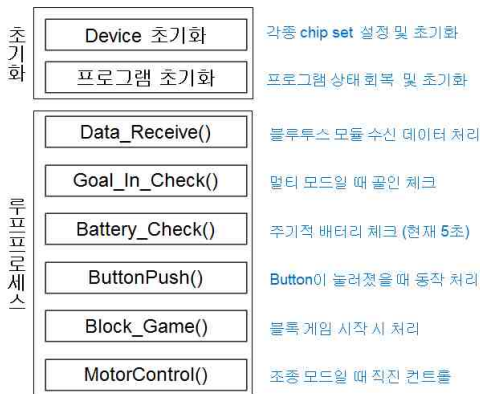 초기화
Device 초기화
각종 chip set 설정 및 초기화
프로그램 초기화
프로그램 상태 회복 및 초기화
루프프로세스
Data_Receive()
블루투스 모듈 수신 데이터 처리
Goal_In_Check()
멀티 모드일 때 골인 체크
Battery_Check()
주기적 배터리 체크 (현재 5초)
ButtonPush()
Button이 눌러졌을 때 동작 처리
Block_Game()
블록 게임 시작 시 처리
MotorControl()
조종 모드일 때 직진 컨트롤